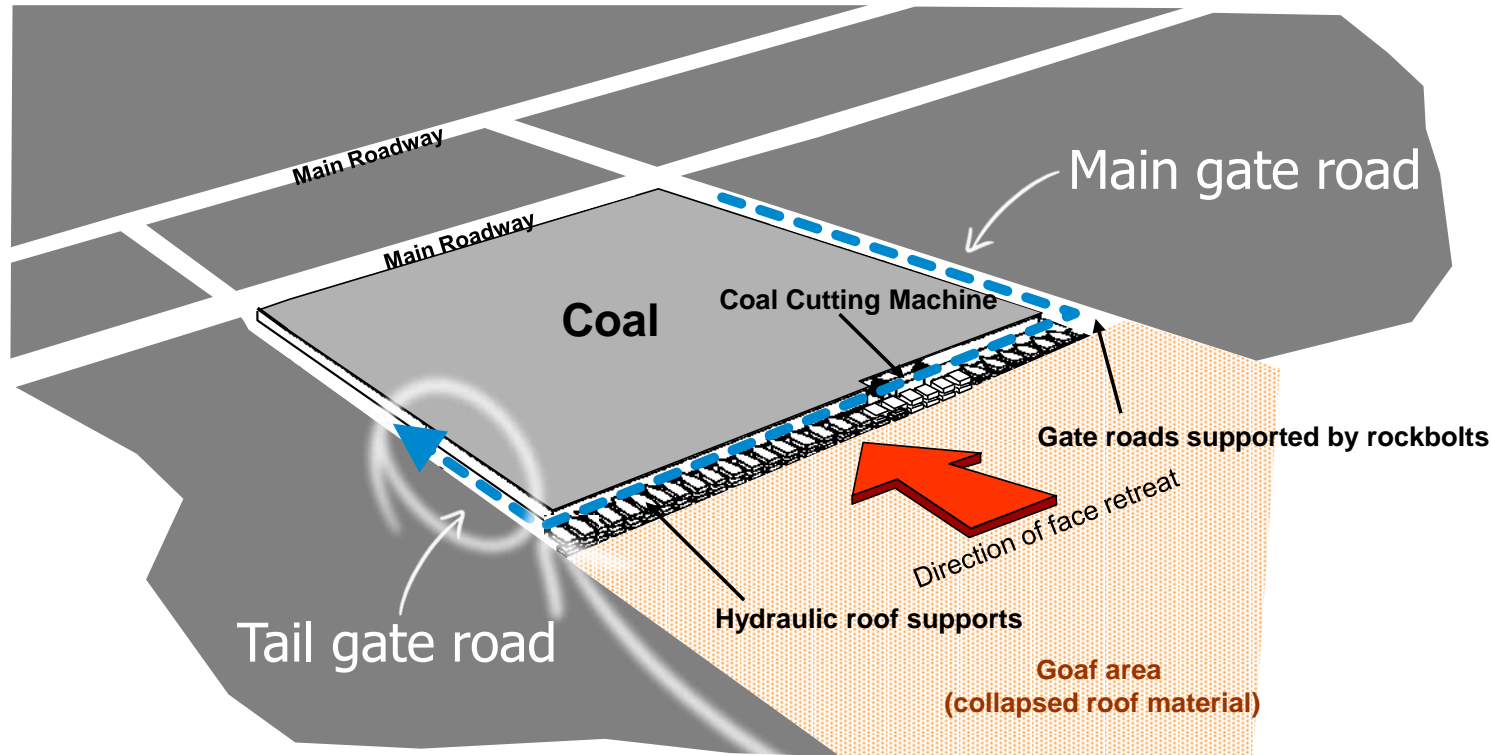 Main Roadway
Main gate road
Main Roadway
Coal Cutting Machine
Coal
Gate roads supported by rockbolts
Direction of face retreat
Hydraulic roof supports
Tail gate road
Goaf area
(collapsed roof material)